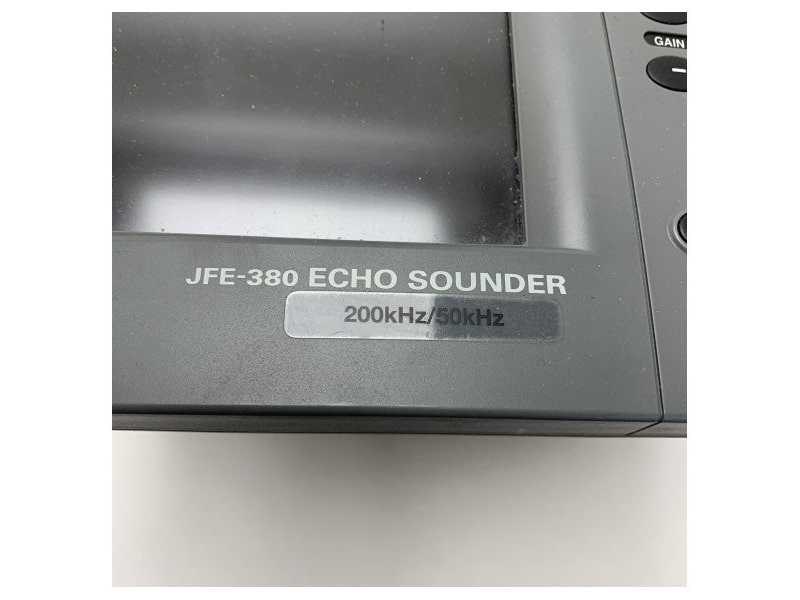 GAIN
−
JFE-380 ECHO SOUNDER
200kHz/50kHz